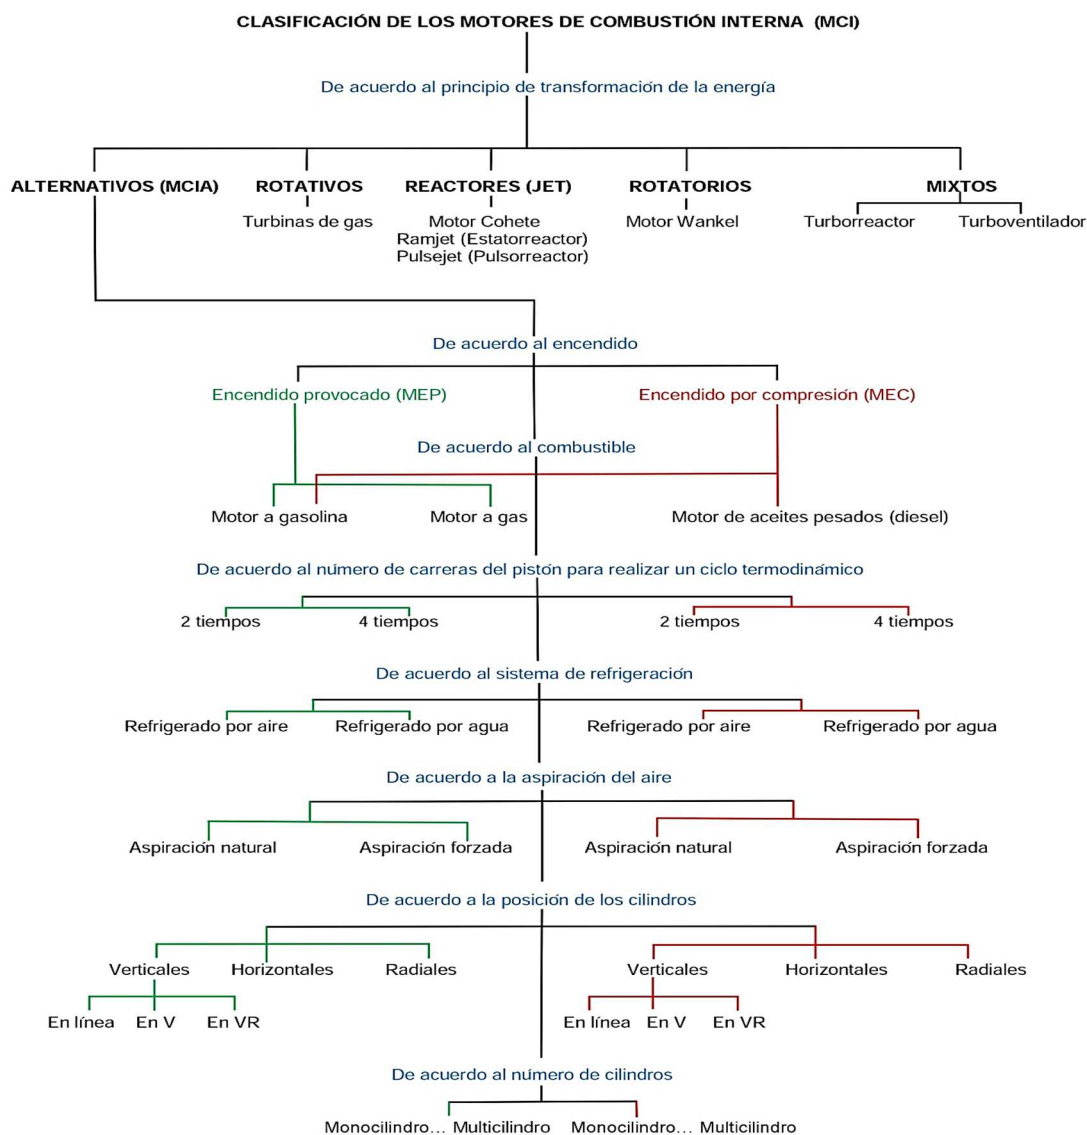 CLASIFICACIÓN DE LOS MOTORES DE COMBUSTIÓN INTERNA (MCI)
De acuerdo al principio de transformación de la energía
ALTERNATIVOS (MCIA) ROTATIVOS REACTORES (JET) ROTATORIOS MIXTOS
Turbinas de gas Motor Cohete Motor Wankel Turborreactor Turboventilador
Ramjet (Estatorreactor)
Pulsejet (Pulsorreactor)
De acuerdo al encendido
Encendido provocado (MEP) Encendido por compresión (MEC)
De acuerdo al combustible
Motor a gasolina Motor a gas Motor de aceites pesados (diesel)
De acuerdo al número de carreras del pistón para realizar un ciclo termodinámico
2 tiempos 4 tiempos 2 tiempos 4 tiempos
De acuerdo al sistema de refrigeración
Refrigerado por aire Refrigerado por agua Refrigerado por aire Refrigerado por agua
De acuerdo a la aspiración del aire
Aspiración natural Aspiración forzada Aspiración natural Aspiración forzada
De acuerdo a la posición de los cilindros
Verticales Horizontales Radiales Verticales Horizontales Radiales
En línea En V En VR En línea En V En VR
De acuerdo al número de cilindros
Monocilindro... Multicilindro Monocilindro... Multicilindro